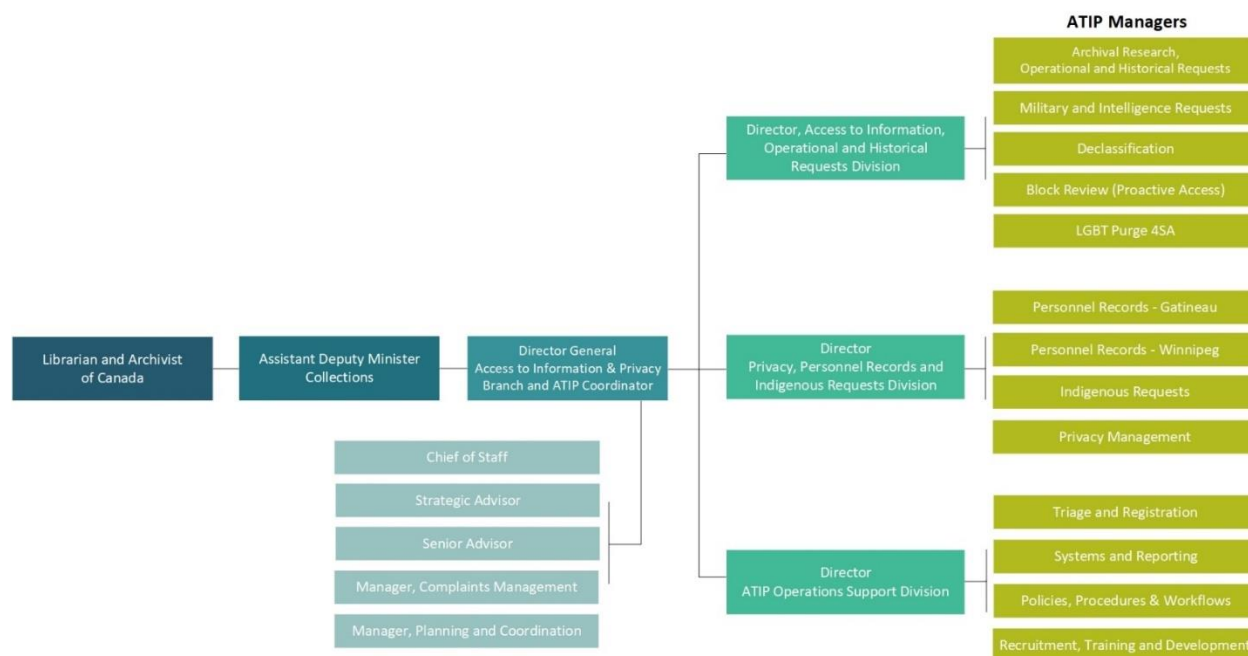 ATIP Managers
Archival Research,
Operational and Historical Requests
Military and Intelligence Requests
Director, Access to Information,
Operational and Historical
Requests Division
Declassification
Block Review (Proactive Access)
LGBT Purge 4SA
Librarian and Archivist
of Canada
Assistant Deputy Minister
Collections
Director General
Access to Information & Privacy
Branch and ATIP Coordinator
Director
Privacy, Personnel Records and
Indigenous Requests Division
Personnel Records - Gatineau
Personnel Records - Winnipeg
Indigenous Requests
Privacy Management
Chief of Staff
Strategic Advisor
Senior Advisor
Manager, Complaints Management
Manager, Planning and Coordination
Director
ATIP Operations Support Division
Triage and Registration
Systems and Reporting
Policies, Procedures & Workflows
Recruitment, Training and Development